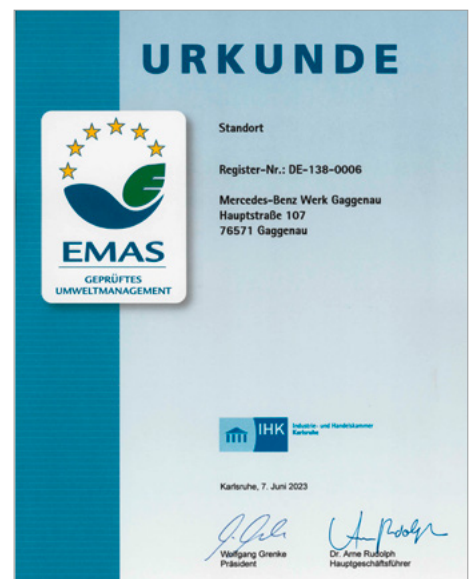 URKUNDE
EMAS
GEPRÜFTES
UMWELTMANAGEMENT
Standort
Register-Nr.: DE-138-0006
Mercedes-Benz Werk Gaggenau
Hauptstraße 107
76571 Gaggenau
IHK
Industrie- und Handelskammer
Karlsruhe
Karlsruhe, 7. Juni 2023
Wolfgang Grenke
Präsident
Dr. Arne Rudolph
Hauptgeschäftsführer